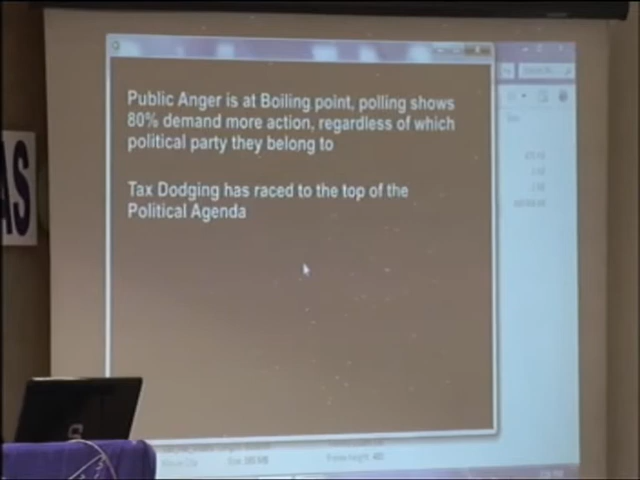 Public Anger is at Boiling point, polling shows
80% demand more action, regardless of which
political party they belong to
Tax Dodging has raced to the top of the
Political Agenda
AS